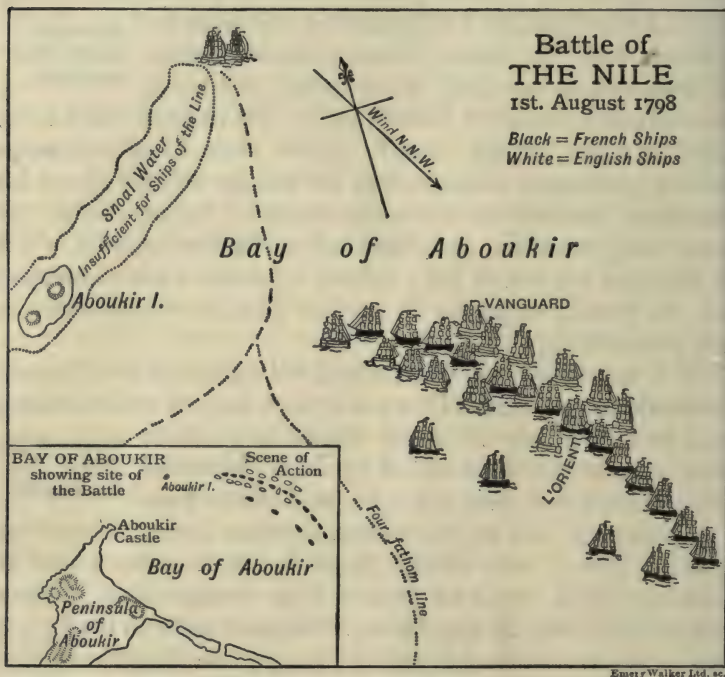 Battle of
THE NILE
1st. August 1798
Black = French Ships
White = English Ships
Wind N.N.W.
Snoal Water
Insufficient for Ships of the Line
Aboukir I.
Bay of Aboukir
VANGUARD
L'ORIENT
Four fathom line
BAY OF ABOUKIR
showing site of
the Battle
Scene of
Action
Aboukir I.
Aboukir
Castle
Bay of Aboukir
Peninsula
of
Aboukir
Emery Walker Ltd. sc.